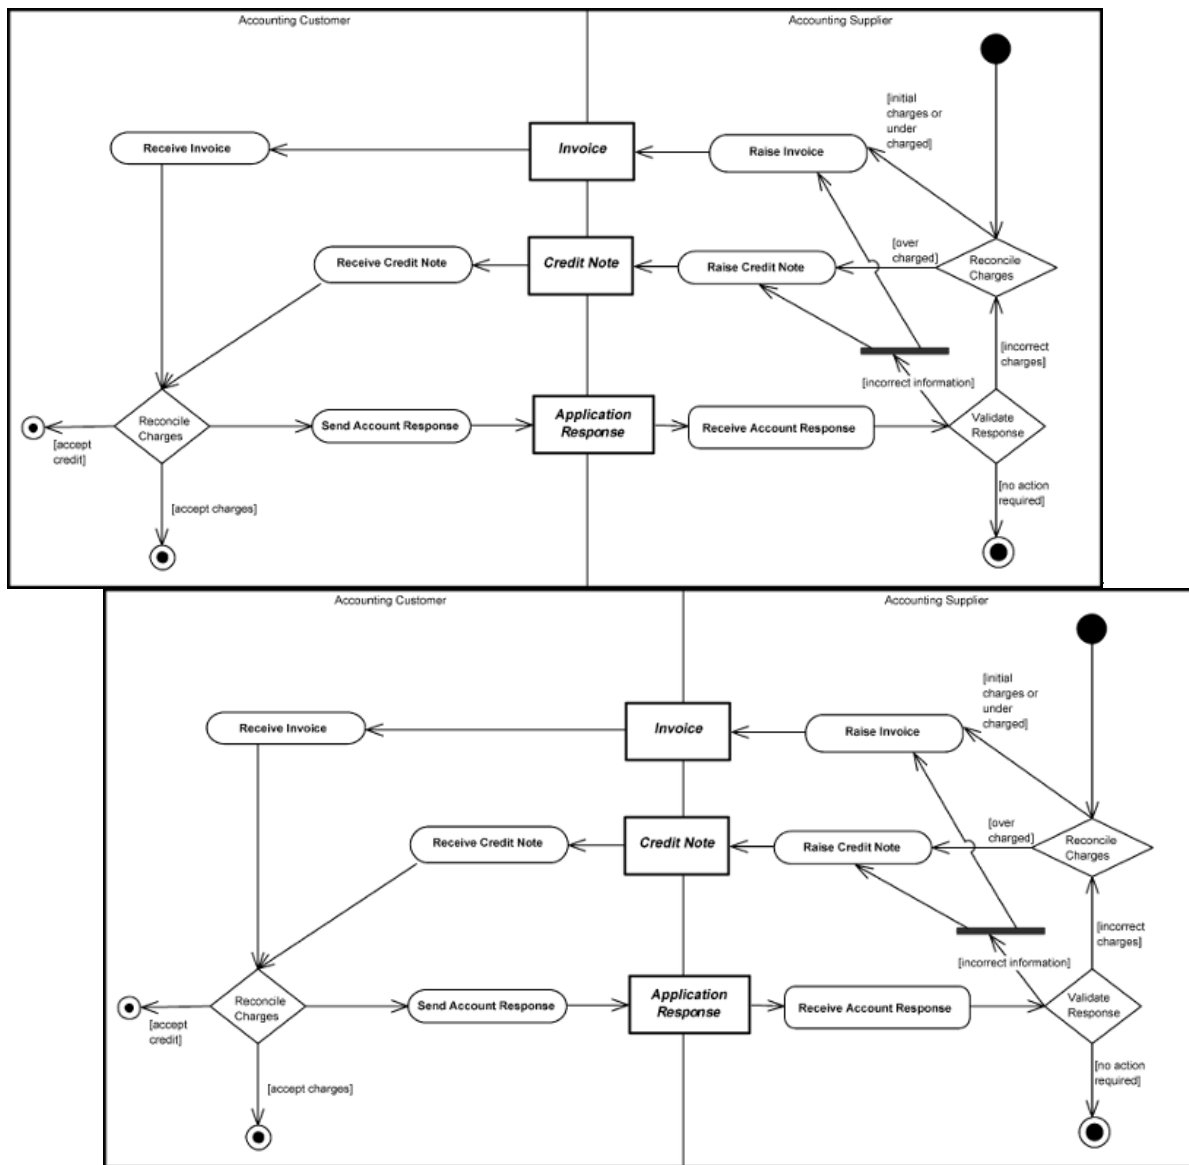 Accounting Customer
Accounting Supplier
[initial
charges or
under
charged]
Receive Invoice
Invoice
Raise Invoice
Receive Credit Note
Credit Note
Raise Credit Note
[over
charged]
Reconcile
Charges
[incorrect
charges]
[incorrect information]
Reconcile
Charges
Send Account Response
Application
Response
Receive Account Response
Validate
Response
[accept
credit]
[accept charges]
[no action
required]
Accounting Customer
Accounting Supplier
[initial
charges or
under
charged]
Receive Invoice
Invoice
Raise Invoice
Receive Credit Note
Credit Note
Raise Credit Note
[over
charged]
Reconcile
Charges
[incorrect
charges]
[incorrect information]
Reconcile
Charges
Send Account Response
Application
Response
Receive Account Response
Validate
Response
[accept
credit]
[accept charges]
[no action
required]